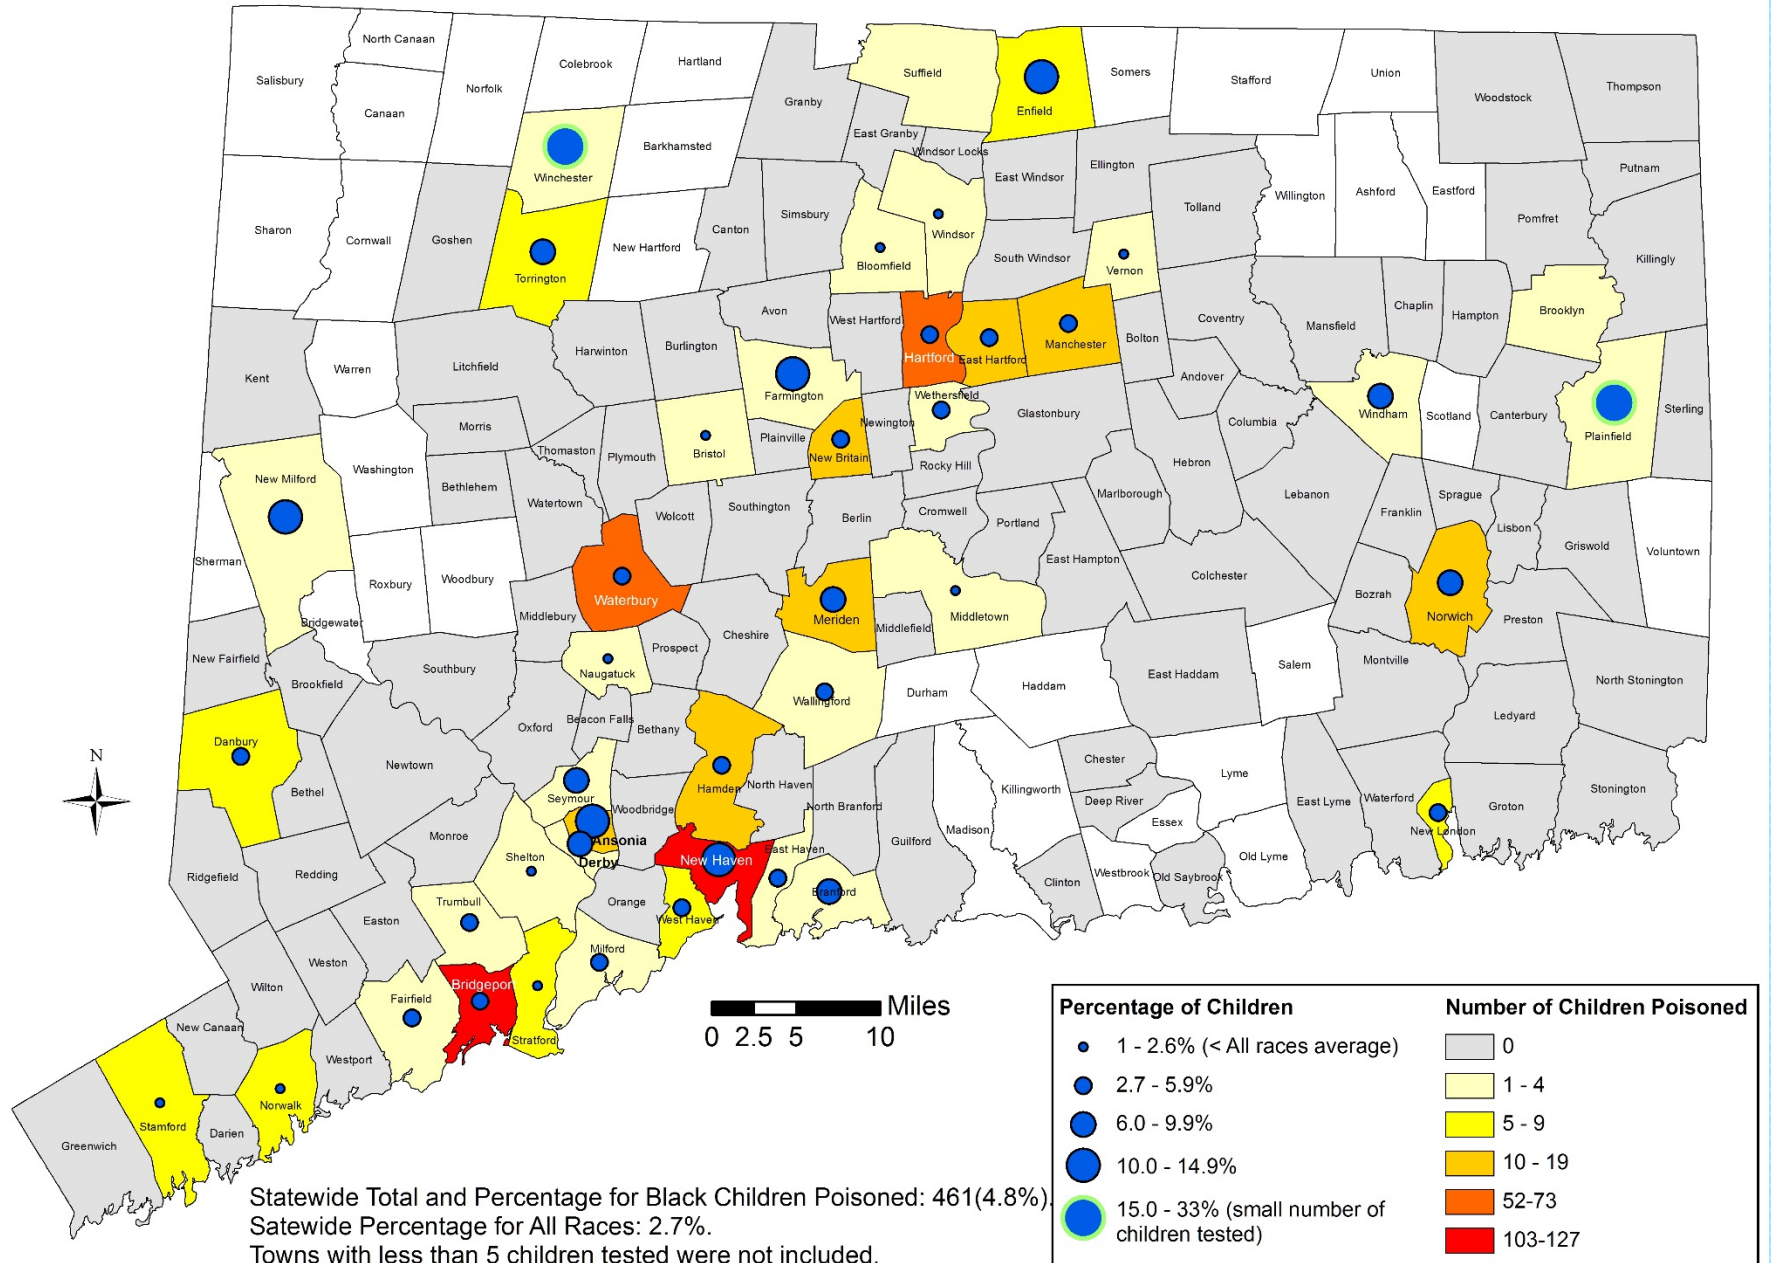 North Canaan
Colebrook
Hartland
Salisbury
Norfolk
Canaan
Suffield
Enfield
Somers
Stafford
Union
Woodstock
Thompson
Granby
East Granby
Windsor Locks
Barkhamsted
Winchester
East Windsor
Ellington
Putnam
Willington
Ashford
Eastford
Pomfret
Tolland
Sharon
Cornwall
Goshen
Torrington
New Hartford
Canton
Simsbury
Bloomfield
Windsor
South Windsor
Vernon
Killingly
Avon
West Hartford
Hartford
East Hartford
Manchester
Bolton
Coventry
Mansfield
Chaplin
Hampton
Brooklyn
Kent
Warren
Litchfield
Harwinton
Burlington
Farmington
Wethersfield
Glastonbury
Andover
Columbia
Windham
Scotland
Canterbury
Plainfield
Sterling
Morris
Thomaston
Plymouth
Bristol
Plainville
New Britain
Newington
Rocky Hill
Hebron
New Milford
Washington
Bethlehem
Watertown
Wolcott
Southington
Berlin
Cromwell
Portland
Marlborough
Lebanon
Franklin
Sprague
Lisbon
Griswold
Voluntown
Sherman
Roxbury
Woodbury
Waterbury
Middlebury
East Hampton
Colchester
Bozrah
Norwich
Preston
Bridgewater
Meriden
Middlefield
Middletown
New Fairfield
Brookfield
Southbury
Naugatuck
Prospect
Cheshire
Wallingford
Durham
Haddam
East Haddam
Salem
Montville
North Stonington
Ledyard
Danbury
Bethel
Newtown
Oxford
Beacon Falls
Bethany
Hamden
North Haven
North Branford
Killingworth
Chester
Deep River
Essex
Lyme
East Lyme
Waterford
New London
Groton
Stonington
N
Seymour
Woodbridge
Ansonia
Derby
Monroe
Shelton
New Haven
East Haven
Branford
Guilford
Madison
Clinton
Westbrook
Old Saybrook
Old Lyme
Ridgefield
Redding
Easton
Trumbull
Orange
West Haven
Milford
Weston
Wilton
Bridgepor
Fairfield
Stratford
New Canaan
Westport
Norwalk
Stamford
Darien
Greenwich
Miles
0 2.5 5 10
Statewide Total and Percentage for Black Children Poisoned: 461(4.8%).
Satewide Percentage for All Races: 2.7%.
Towns with less than 5 children tested were not included.
Percentage of Children
1 - 2.6% (< All races average)
2.7 - 5.9%
6.0 - 9.9%
10.0 - 14.9%
15.0 - 33% (small number of
children tested)
Number of Children Poisoned
0
1 - 4
5 - 9
10 - 19
52-73
103-127